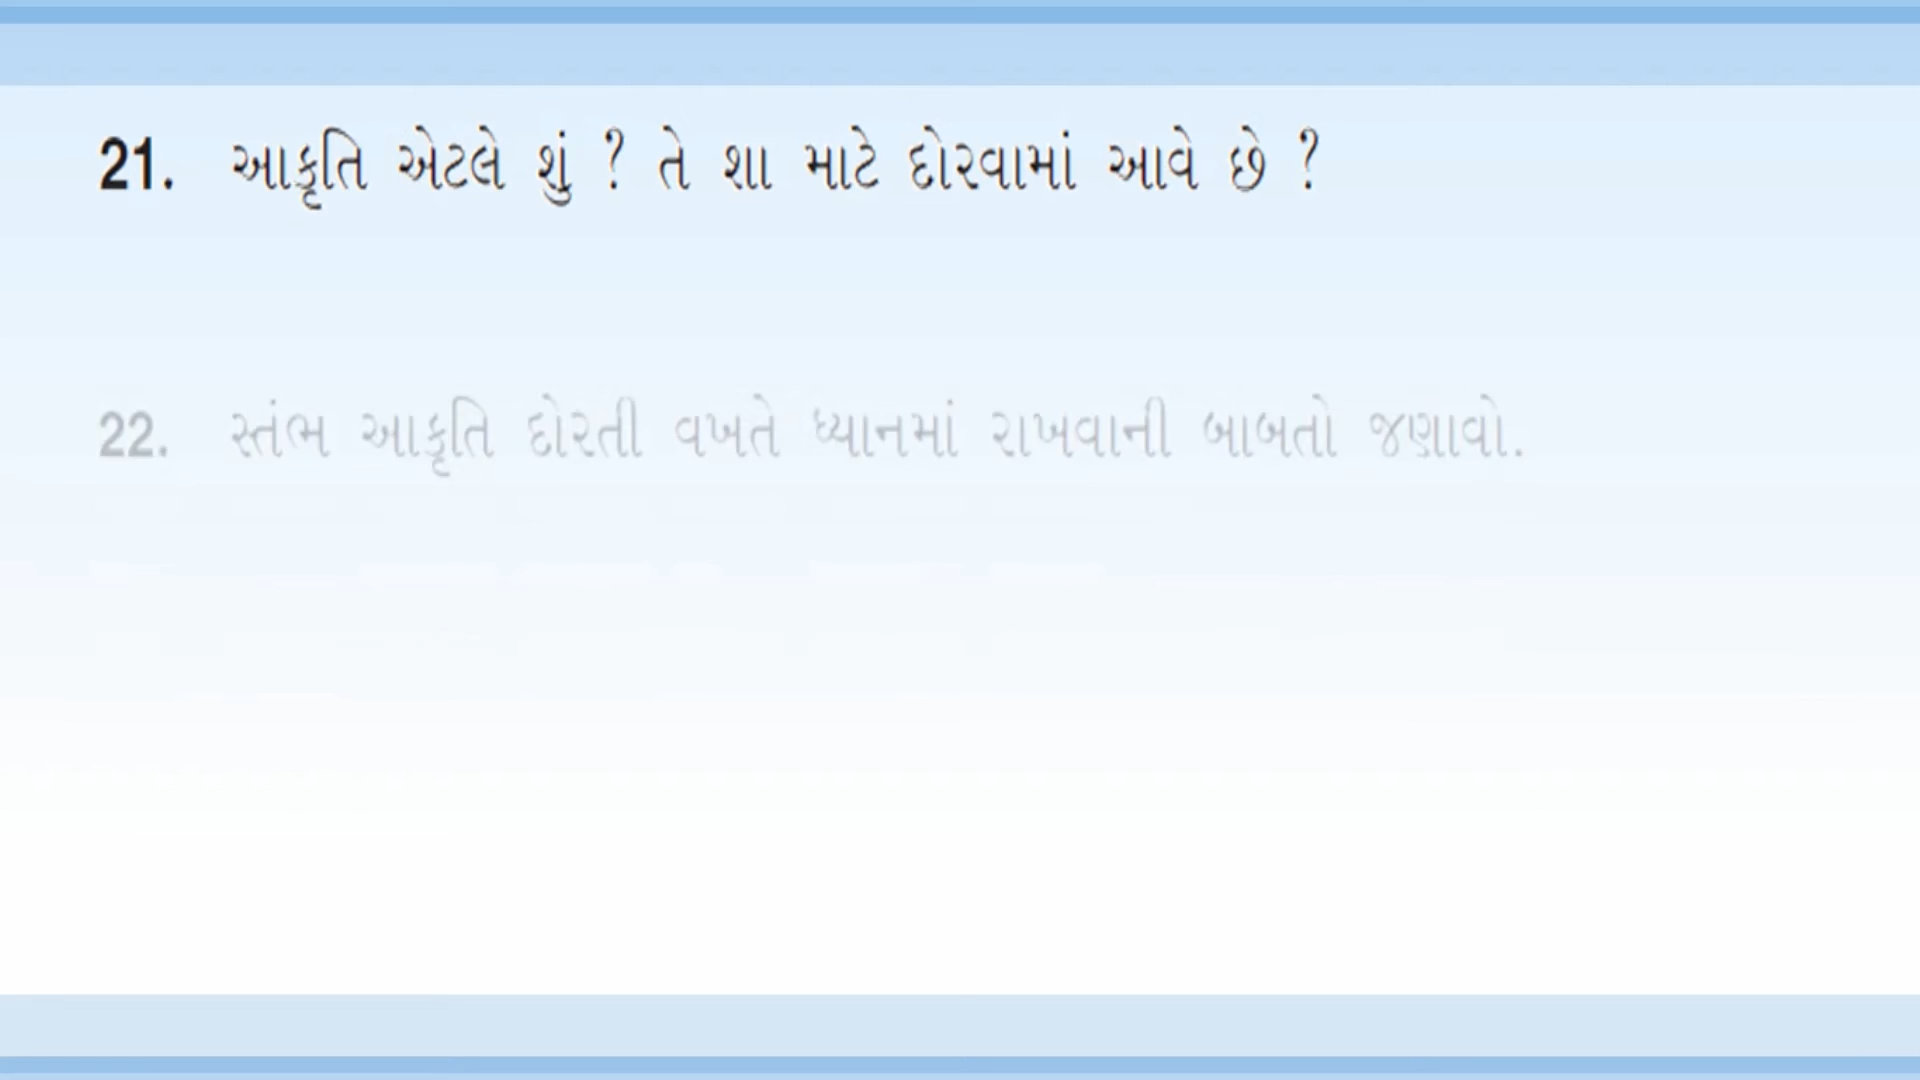 21. આકૃતિ એટલે શું ? તે શા માટે દોરવામાં આવે છે ?
22. સ્તંભ આકૃતિ દોરતી વખતે ધ્યાનમાં રાખવાની બાબતો જણાવો.